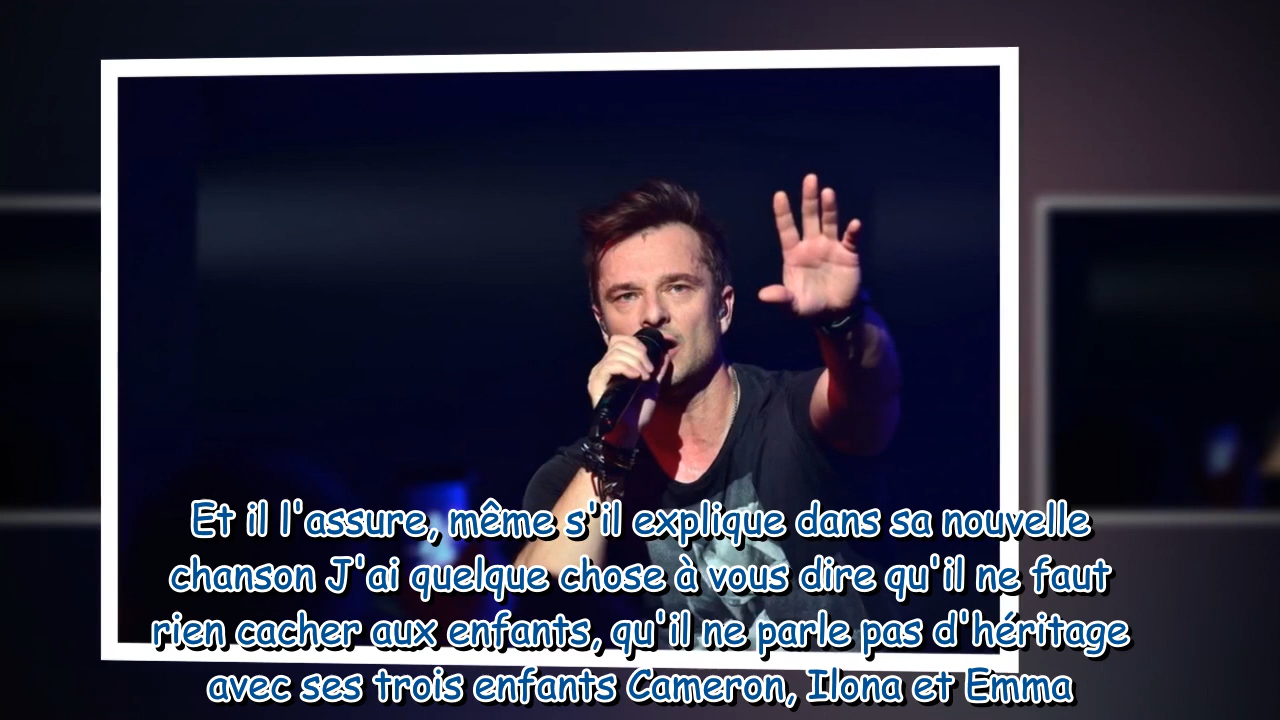 Et il l'assure, même s'il explique dans sa nouvelle
chanson J'ai quelque chose à vous dire qu'il ne faut
rien cacher aux enfants, qu'il ne parle pas d'héritage
avec ses trois enfants Cameron, Ilona et Emma